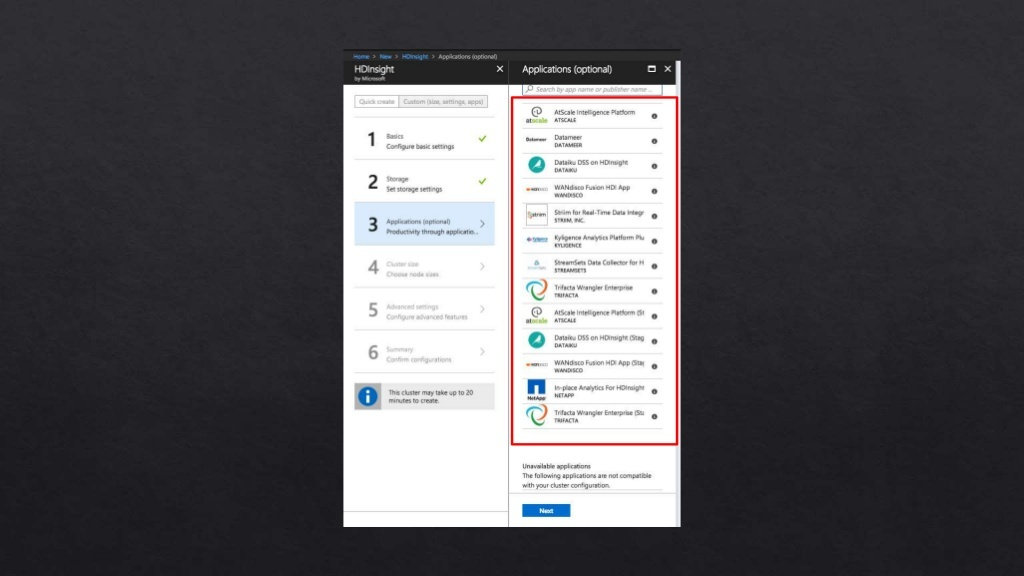 Home > New > HDInsight > Applications (optional)
HDInsight
by Microsoft
Quick create
Custom (size, settings, apps)
1
Basics
Configure basic settings
2
Storage
Set storage settings
3
Applications (optional)
Productivity through applicatio...
4
Cluster size
Choose node sizes
5
Advanced settings
Configure advanced features
6
Summary
Confirm configurations
This cluster may take up to 20
minutes to create.
Applications (optional)
Search by app name or publisher name ...
atscale
AtScale Intelligence Platform
ATSCALE
Datameer
Datameer
DATAMEER
Dataiku DSS on HDInsight
DATAIKU
WANdisco Fusion HDI App
WANDISCO
striim
Striim for Real-Time Data Integr
STRIIM, INC.
Kyligence Analytics Platform Plu
KYLIGENCE
StreamSets Data Collector for H
STREAMSETS
Trifacta Wrangler Enterprise
TRIFACTA
atscale
AtScale Intelligence Platform (St
ATSCALE
Dataiku DSS on HDInsight (Stag
DATAIKU
WANdisco Fusion HDI App (Stag
WANDISCO
NetApp
In-place Analytics For HDInsight
NETAPP
Trifacta Wrangler Enterprise (Sta
TRIFACTA
Unavailable applications
The following applications are not compatible
with your cluster configuration.
Next